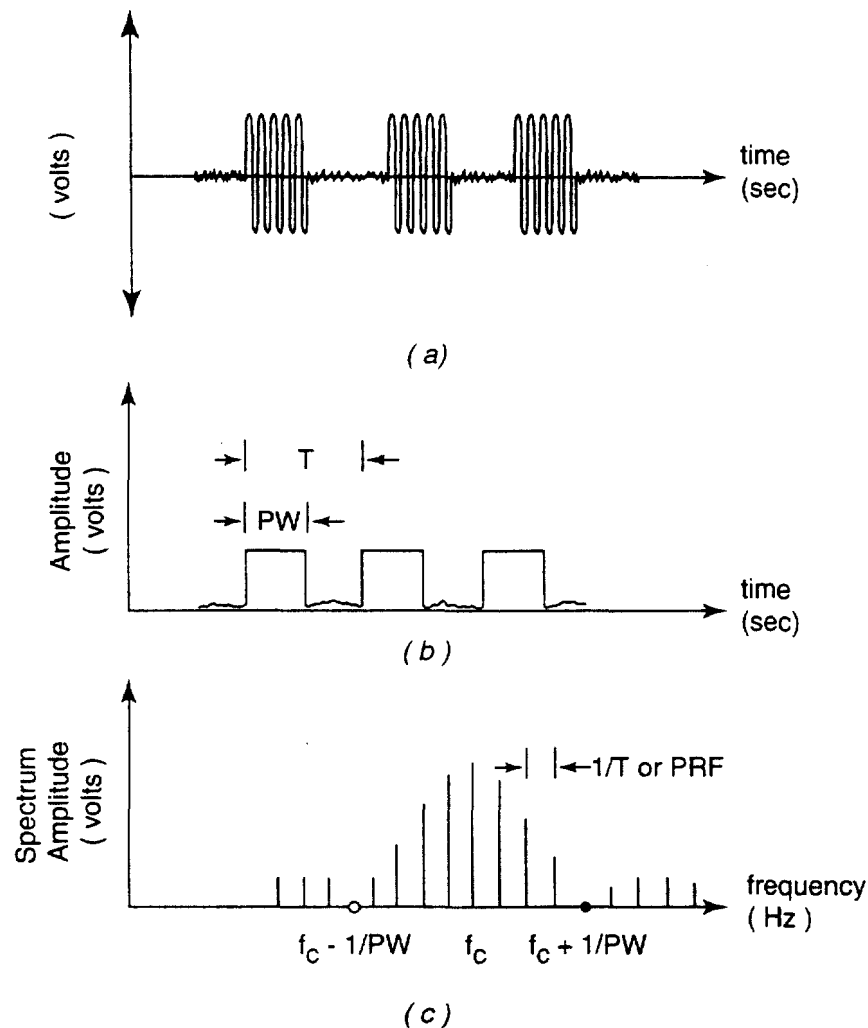 ( volts )
time
(sec)
( a)
Amplitude
( volts )
T
PW
time
(sec)
( b )
Spectrum
Amplitude
( volts )
1/T or PRF
frequency
( Hz )
f_c - 1/PW
f_c
f_c + 1/PW
( c )